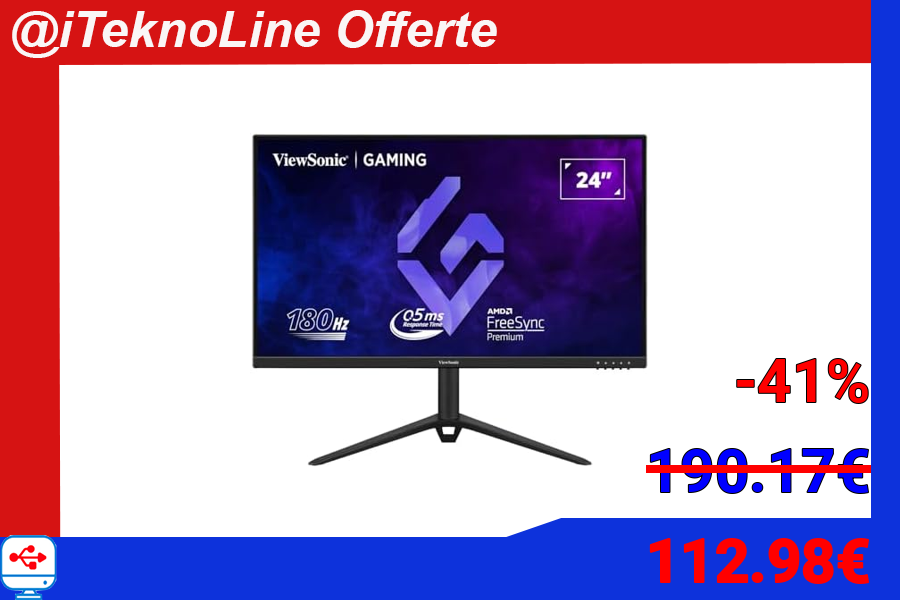 @iTeknoLine Offerte
ViewSonic® | GAMING
24"
180Hz
0.5ms
Response Time
AMD
FreeSync
Premium
ViewSonic
-41%
190.17€
112.98€